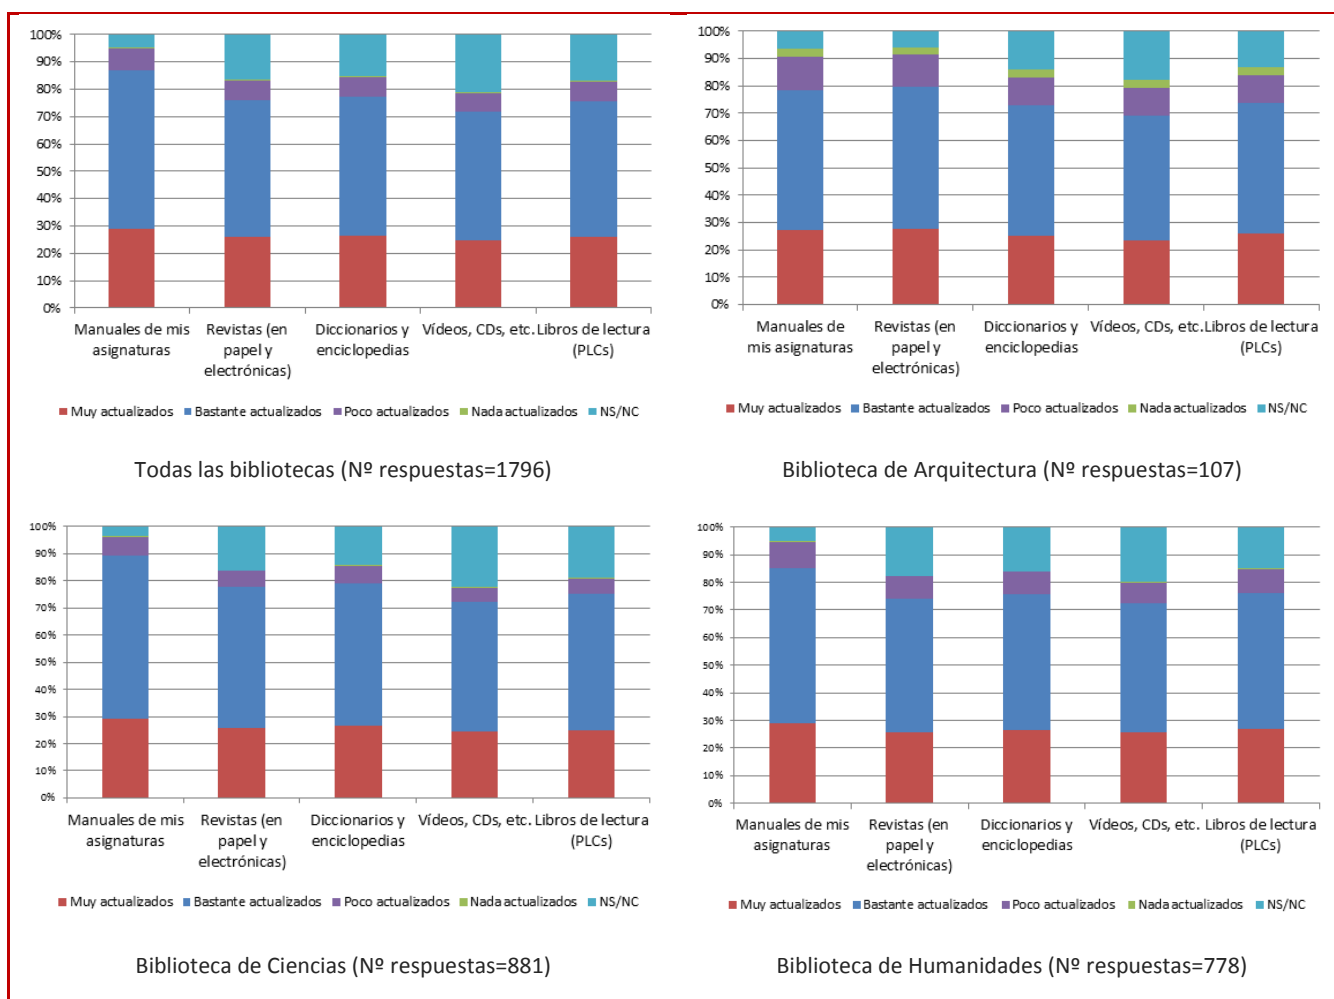 100%
90%
80%
70%
60%
50%
40%
30%
20%
10%
0%
Manuales de mis asignaturas
Revistas (en papel y electrónicas)
Diccionarios y enciclopedias
Vídeos, CDs, etc.
Libros de lectura (PLCs)
Muy actualizados Bastante actualizados Poco actualizados Nada actualizados NS/NC
Todas las bibliotecas (Nº respuestas=1796)
100%
90%
80%
70%
60%
50%
40%
30%
20%
10%
0%
Manuales de mis asignaturas
Revistas (en papel y electrónicas)
Diccionarios y enciclopedias
Vídeos, CDs, etc.
Libros de lectura (PLCs)
Muy actualizados Bastante actualizados Poco actualizados Nada actualizados NS/NC
Biblioteca de Arquitectura (Nº respuestas=107)
100%
90%
80%
70%
60%
50%
40%
30%
20%
10%
0%
Manuales de mis asignaturas
Revistas (en papel y electrónicas)
Diccionarios y enciclopedias
Vídeos, CDs, etc.
Libros de lectura (PLCs)
Muy actualizados Bastante actualizados Poco actualizados Nada actualizados NS/NC
Biblioteca de Ciencias (Nº respuestas=881)
100%
90%
80%
70%
60%
50%
40%
30%
20%
10%
0%
Manuales de mis asignaturas
Revistas (en papel y electrónicas)
Diccionarios y enciclopedias
Vídeos, CDs, etc.
Libros de lectura (PLCs)
Muy actualizados Bastante actualizados Poco actualizados Nada actualizados NS/NC
Biblioteca de Humanidades (Nº respuestas=778)